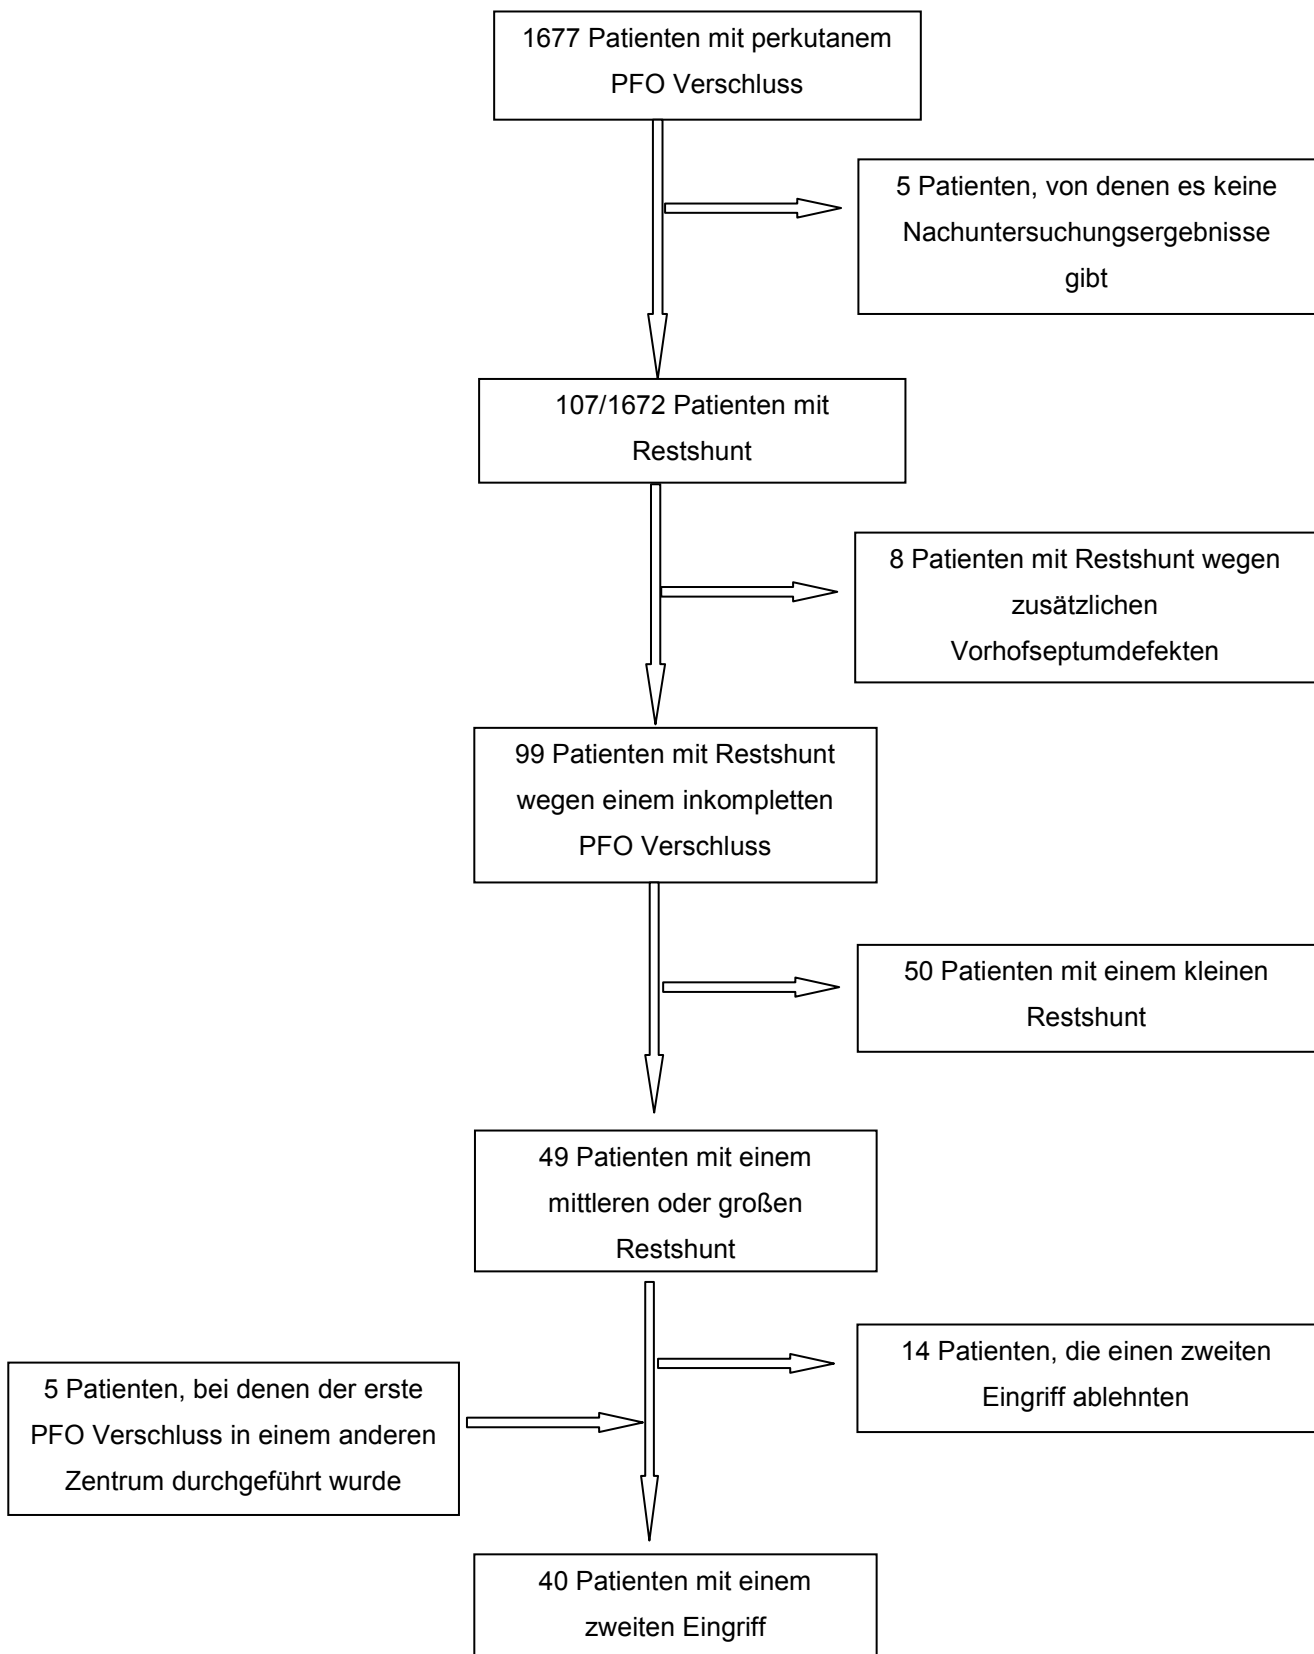 1677 Patienten mit perkutanem
PFO Verschluss
5 Patienten, von denen es keine
Nachuntersuchungsergebnisse
gibt
107/1672 Patienten mit
Restshunt
8 Patienten mit Restshunt wegen
zusätzlichen
Vorhofseptumdefekten
99 Patienten mit Restshunt
wegen einem inkompletten
PFO Verschluss
50 Patienten mit einem kleinen
Restshunt
49 Patienten mit einem
mittleren oder großen
Restshunt
14 Patienten, die einen zweiten
Eingriff ablehnten
5 Patienten, bei denen der erste
PFO Verschluss in einem anderen
Zentrum durchgeführt wurde
40 Patienten mit einem
zweiten Eingriff